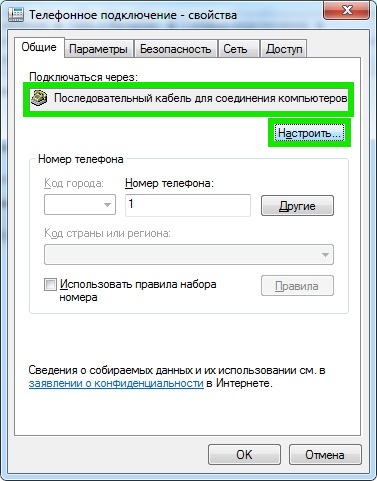 Телефонное подключение - свойства
Общие Параметры Безопасность Сеть Доступ
Подключаться через:
Последовательный кабель для соединения компьютеров
Настроить...
Номер телефона
Код города: Номер телефона:
1 Другие
Код страны или региона:
Использовать правила набора номера
Правила
Сведения о собираемых данных и их использовании см. в
заявлении о конфиденциальности в Интернете.
OK Отмена